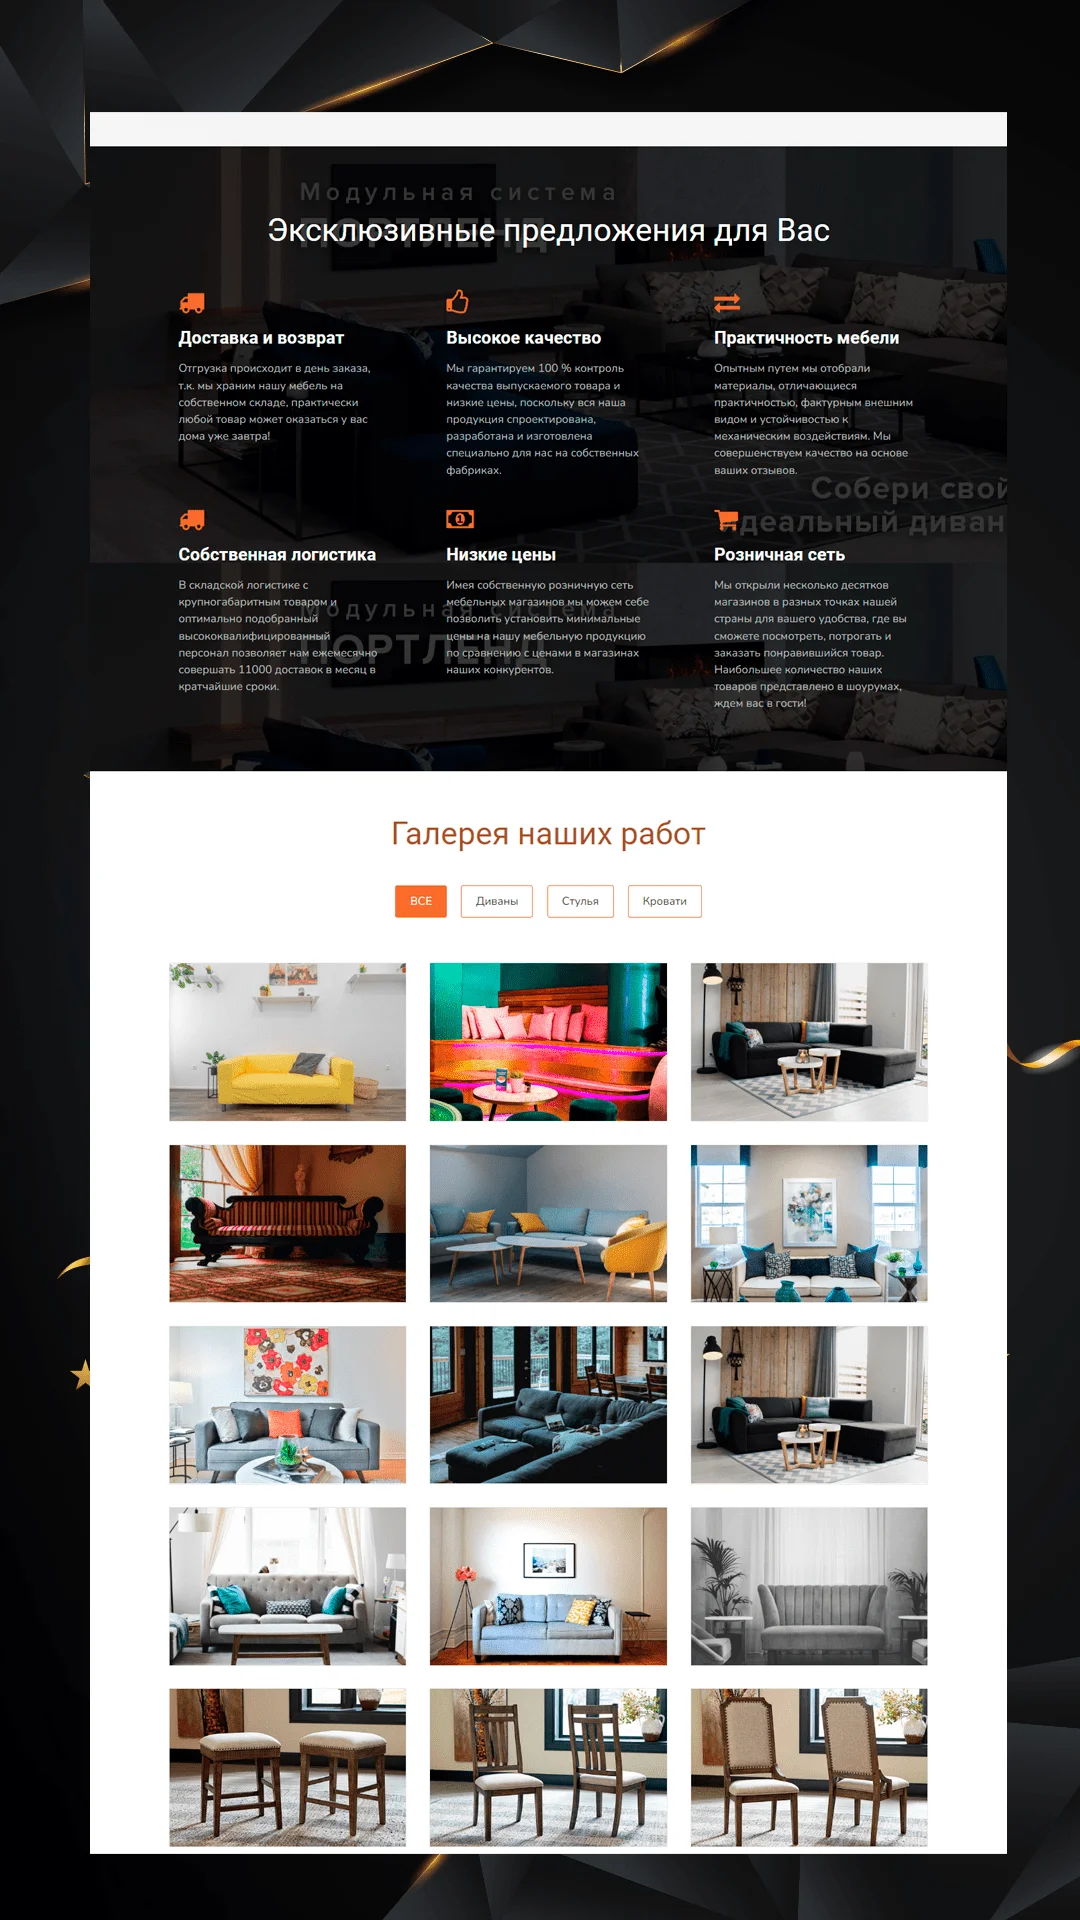 Модульная система
ПОРТЛЕНД
Эксклюзивные предложения для Вас
Доставка и возврат
Отгрузка происходит в день заказа,
т.к. мы храним нашу мебель на
собственном складе, практически
любой товар может оказаться у вас
дома уже завтра!
Высокое качество
Мы гарантируем 100 % контроль
качества выпускаемого товара и
низкие цены, поскольку вся наша
продукция спроектирована,
разработана и изготовлена
специально для нас на собственных
фабриках.
Практичность мебели
Опытным путем мы отобрали
материалы, отличающиеся
практичностью, фактурным внешним
видом и устойчивостью к
механическим воздействиям. Мы
совершенствуем качество на основе
ваших отзывов.
Собери свой
идеальный диван
Собственная логистика
В складской логистике с
крупногабаритным товаром и
оптимально подобранный
высококвалифицированный
персонал позволяет нам ежемесячно
совершать 11000 доставок в месяц в
кратчайшие сроки.
Низкие цены
Имея собственную розничную сеть
мебельных магазинов мы можем себе
позволить установить минимальные
цены на нашу мебельную продукцию
по сравнению с ценами в магазинах
наших конкурентов.
Розничная сеть
Мы открыли несколько десятков
магазинов в разных точках нашей
страны для вашего удобства, где вы
сможете посмотреть, потрогать и
заказать понравившийся товар.
Наибольшее количество наших
товаров представлено в шоурумах,
ждем вас в гости!
Модульная система
ПОРТЛЕНД
Галерея наших работ
ВСЕ
Диваны
Стулья
Кровати